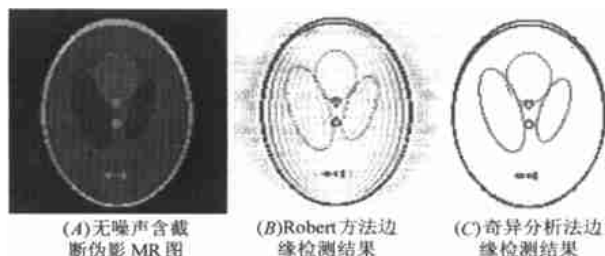 (A)无噪声含截
断伪影 MR 图
(B)Robert 方法边
缘检测结果
(C)奇异分析法边
缘检测结果